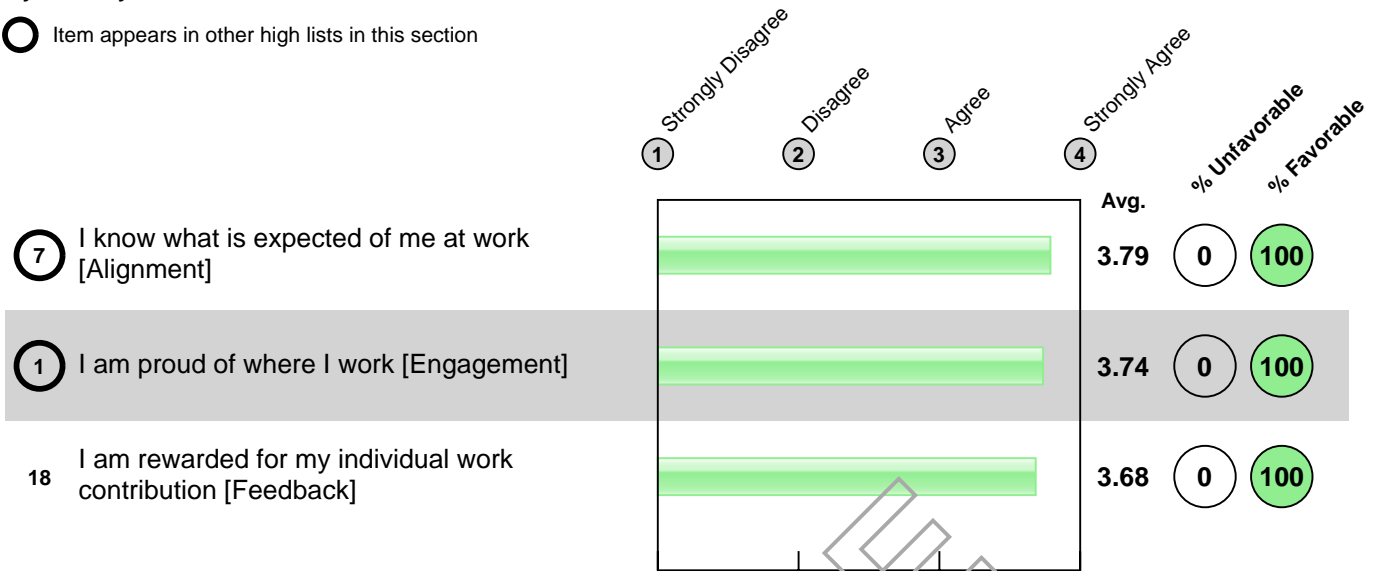 Item appears in other high lists in this section
Strongly Disagree
Disagree
Agree
Strongly Agree
1
2
3
4
% Unfavorable
% Favorable
Avg.
7
I know what is expected of me at work
[Alignment]
3.79
0
100
1
I am proud of where I work [Engagement]
3.74
0
100
18
I am rewarded for my individual work
contribution [Feedback]
3.68
0
100